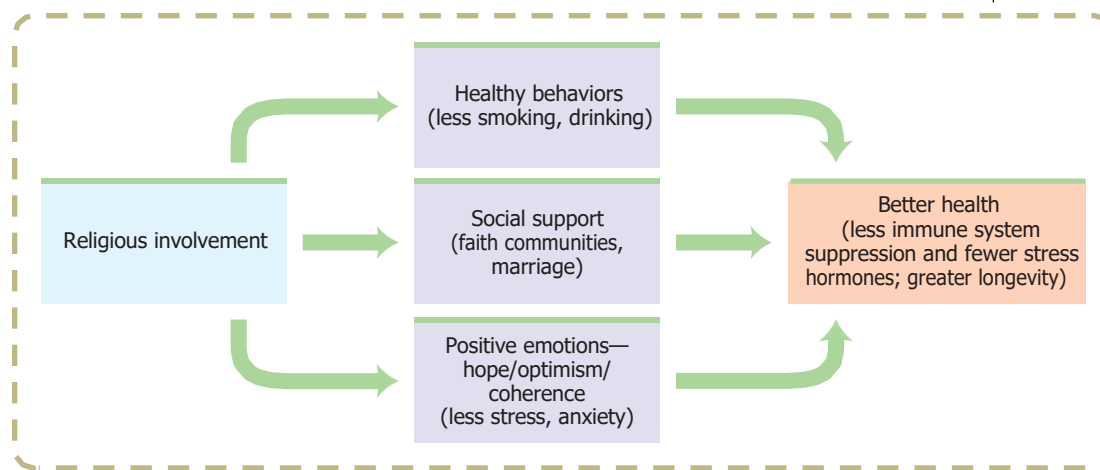 Religious involvement
Healthy behaviors
(less smoking, drinking)
Social support
(faith communities,
marriage)
Positive emotions—
hope/optimism/
coherence
(less stress, anxiety)
Better health
(less immune system
suppression and fewer stress
hormones; greater longevity)